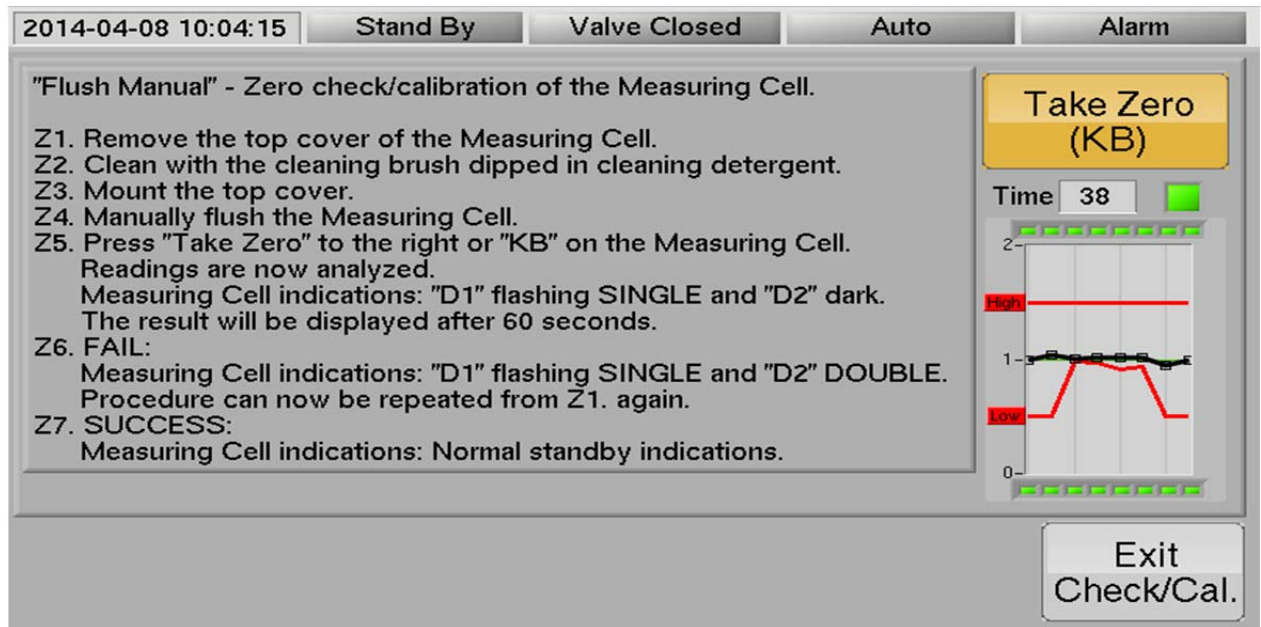 2014-04-08 10:04:15
Stand By
Valve Closed
Auto
Alarm
"Flush Manual" - Zero check/calibration of the Measuring Cell.
Z1. Remove the top cover of the Measuring Cell.
Z2. Clean with the cleaning brush dipped in cleaning detergent.
Z3. Mount the top cover.
Z4. Manually flush the Measuring Cell.
Z5. Press "Take Zero" to the right or "KB" on the Measuring Cell.
Readings are now analyzed.
Measuring Cell indications: "D1" flashing SINGLE and "D2" dark.
The result will be displayed after 60 seconds.
Z6. FAIL:
Measuring Cell indications: "D1" flashing SINGLE and "D2" DOUBLE.
Procedure can now be repeated from Z1. again.
Z7. SUCCESS:
Measuring Cell indications: Normal standby indications.
Take Zero
(KB)
Time 38
2
High
1
Low
0
Exit
Check/Cal.